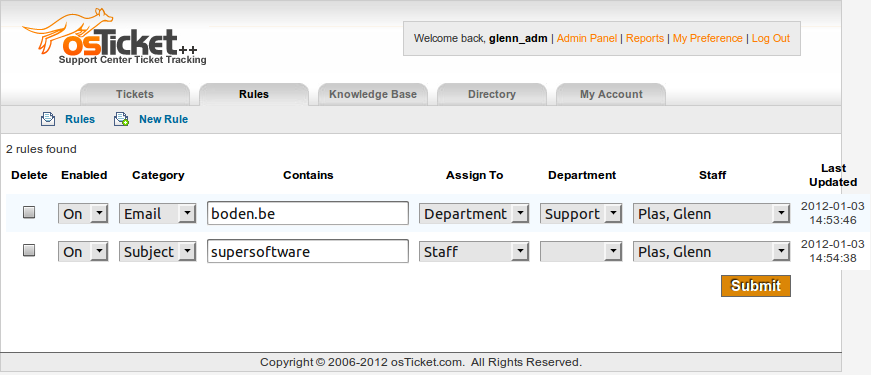 osTicket++
Support Center Ticket Tracking
Welcome back, glenn_adm | Admin Panel | Reports | My Preference | Log Out
Tickets Rules Knowledge Base Directory My Account
Rules New Rule
2 rules found
Delete Enabled Category Contains Assign To Department Staff Last Updated
On Email boden.be Department Support Plas, Glenn 2012-01-03 14:53:46
On Subject supersoftware Staff Plas, Glenn 2012-01-03 14:54:38
Submit
Copyright © 2006-2012 osTicket.com. All Rights Reserved.